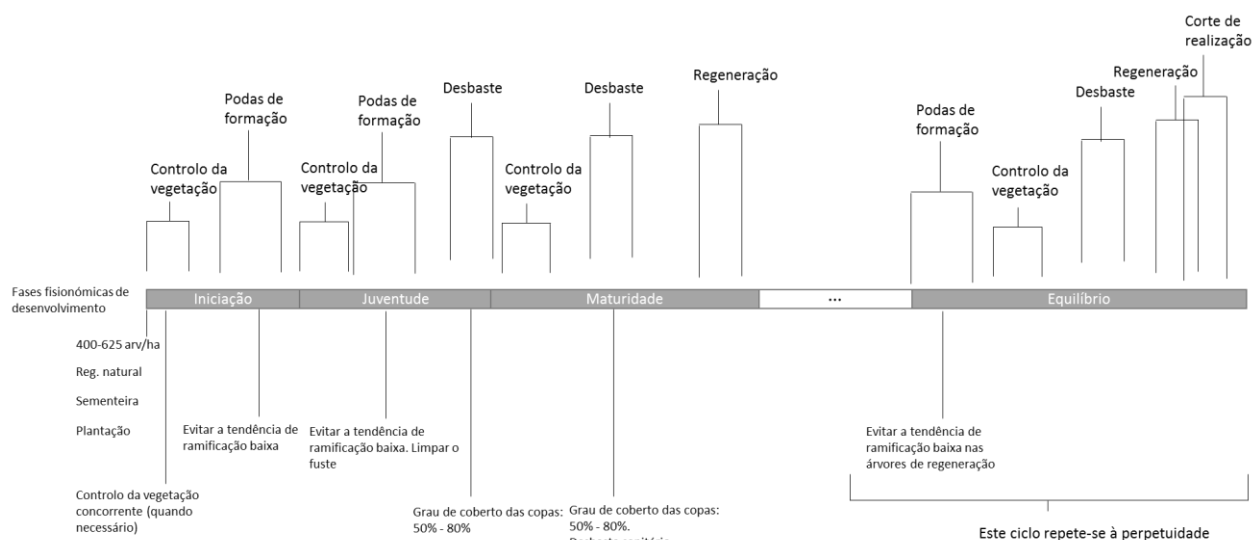 Corte de
realização
Regeneração
Regeneração
Desbaste
Desbaste
Desbaste
Podas de
formação
Podas de
formação
Podas de
formação
Controlo da
vegetação
Controlo da
vegetação
Controlo da
vegetação
Controlo da
vegetação
Fases fisionómicas de
desenvolvimento
Iniciação
Juventude
Maturidade
...
Equilíbrio
400-625 arv/ha
Reg. natural
Sementeira
Plantação
Evitar a tendência de
ramificação baixa
Evitar a tendência de
ramificação baixa. Limpar o
fuste
Evitar a tendência de
ramificação baixa nas
árvores de regeneração
Controlo da vegetação
concorrente (quando
necessário)
Grau de coberto das copas:
50% - 80%
Grau de coberto das copas:
50% - 80%.
Este ciclo repete-se à perpetuidade